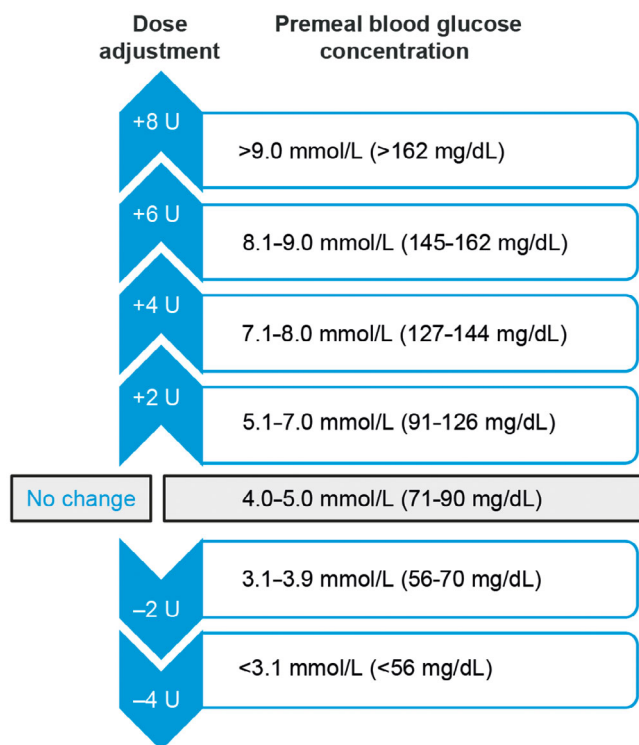 Dose adjustment
Premeal blood glucose concentration
+8 U
>9.0 mmol/L (>162 mg/dL)
+6 U
8.1–9.0 mmol/L (145–162 mg/dL)
+4 U
7.1–8.0 mmol/L (127–144 mg/dL)
+2 U
5.1–7.0 mmol/L (91–126 mg/dL)
No change
4.0–5.0 mmol/L (71-90 mg/dL)
–2 U
3.1–3.9 mmol/L (56-70 mg/dL)
–4 U
<3.1 mmol/L (<56 mg/dL)